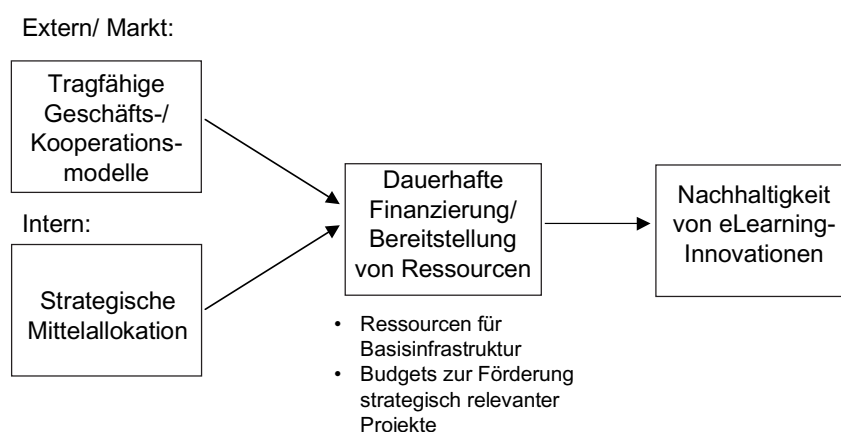 Extern/ Markt:
Tragfähige
Geschäfts-/
Kooperations-
modelle
Intern:
Strategische
Mittelallokation
Dauerhafte
Finanzierung/
Bereitstellung
von Ressourcen
• Ressourcen für
Basisinfrastruktur
• Budgets zur Förderung
strategisch relevanter
Projekte
Nachhaltigkeit
von eLearning-
Innovationen